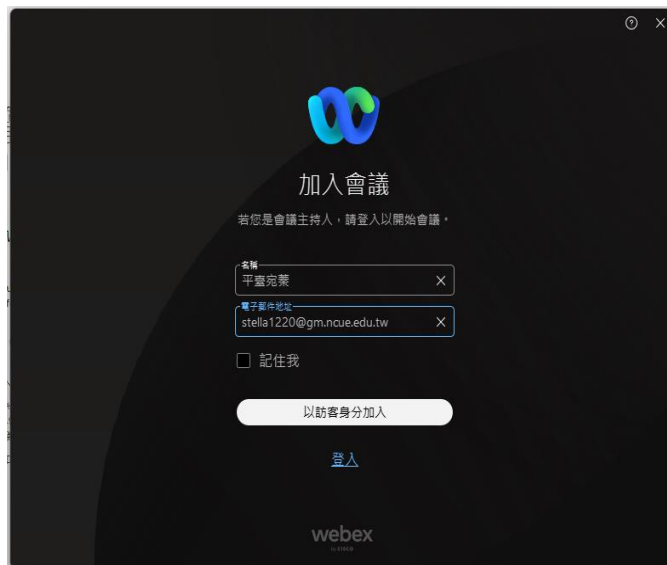 加入會議
若您是會議主持人，請登入以開始會議。
名稱
平臺宛蓁
電子郵件地址
stella1220@gm.ncue.edu.tw
記住我
以訪客身分加入
登入
webex
by CISCO